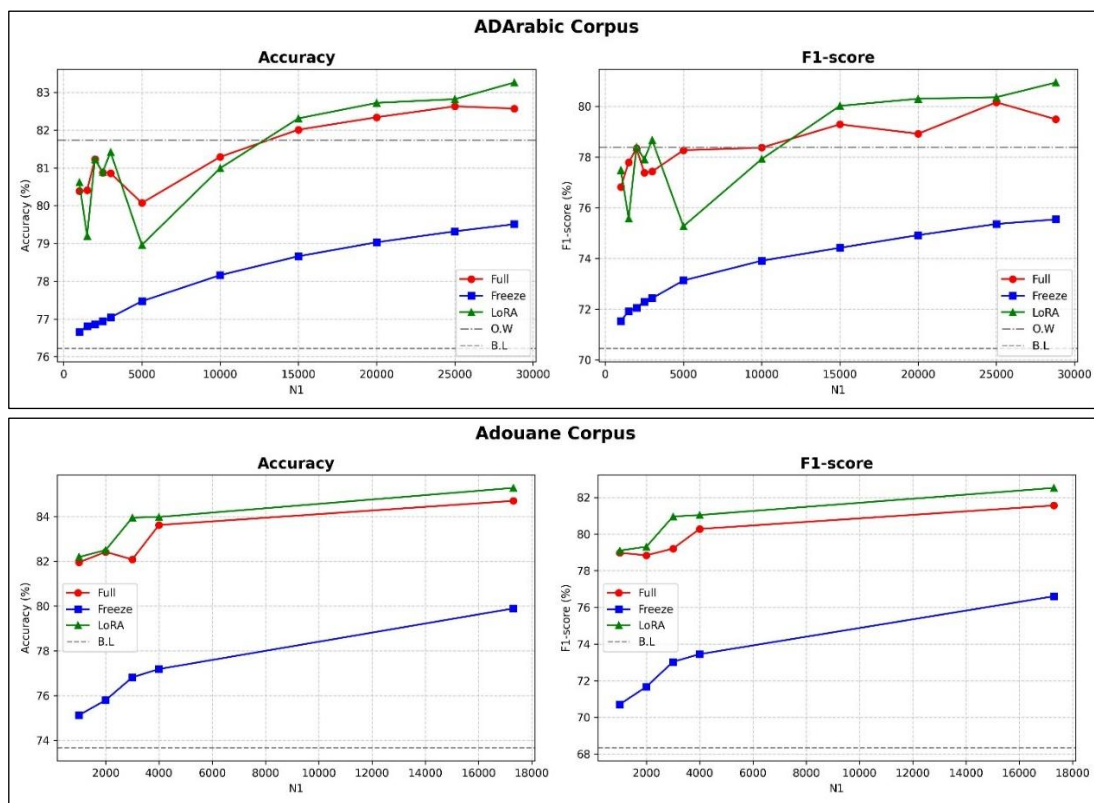 ADArabic Corpus
Accuracy
Accuracy (%)
83
82
81
80
79
78
77
76
Full
Freeze
LoRA
O.W
B.L
0 5000 10000 15000 20000 25000 30000
N1
F1-score
F1-score (%)
80
78
76
74
72
70
Full
Freeze
LoRA
O.W
B.L
0 5000 10000 15000 20000 25000 30000
N1
Adouane Corpus
Accuracy
Accuracy (%)
84
82
80
78
76
74
Full
Freeze
LoRA
B.L
2000 4000 6000 8000 10000 12000 14000 16000 18000
N1
F1-score
F1-score (%)
82
80
78
76
74
72
70
68
Full
Freeze
LoRA
B.L
2000 4000 6000 8000 10000 12000 14000 16000 18000
N1